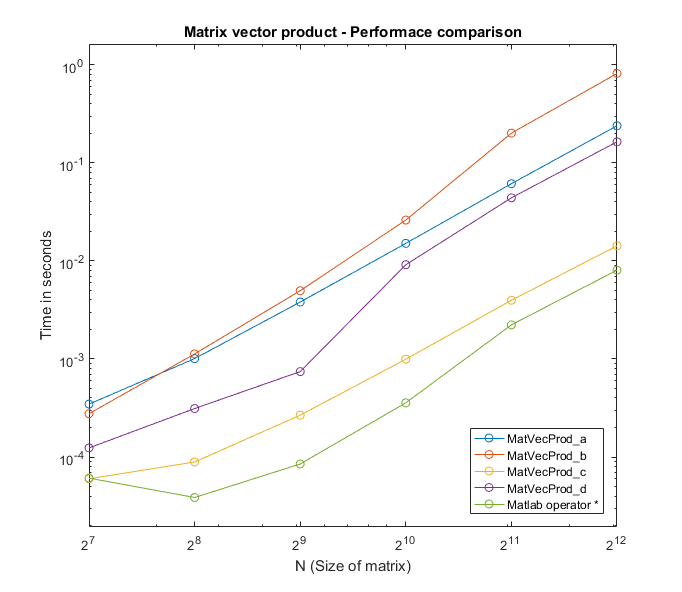 Matrix vector product - Performace comparison
10^0
10^-1
10^-2
10^-3
10^-4
Time in seconds
2^7
2^8
2^9
2^10
2^11
2^12
N (Size of matrix)
MatVecProd_a
MatVecProd_b
MatVecProd_c
MatVecProd_d
Matlab operator *